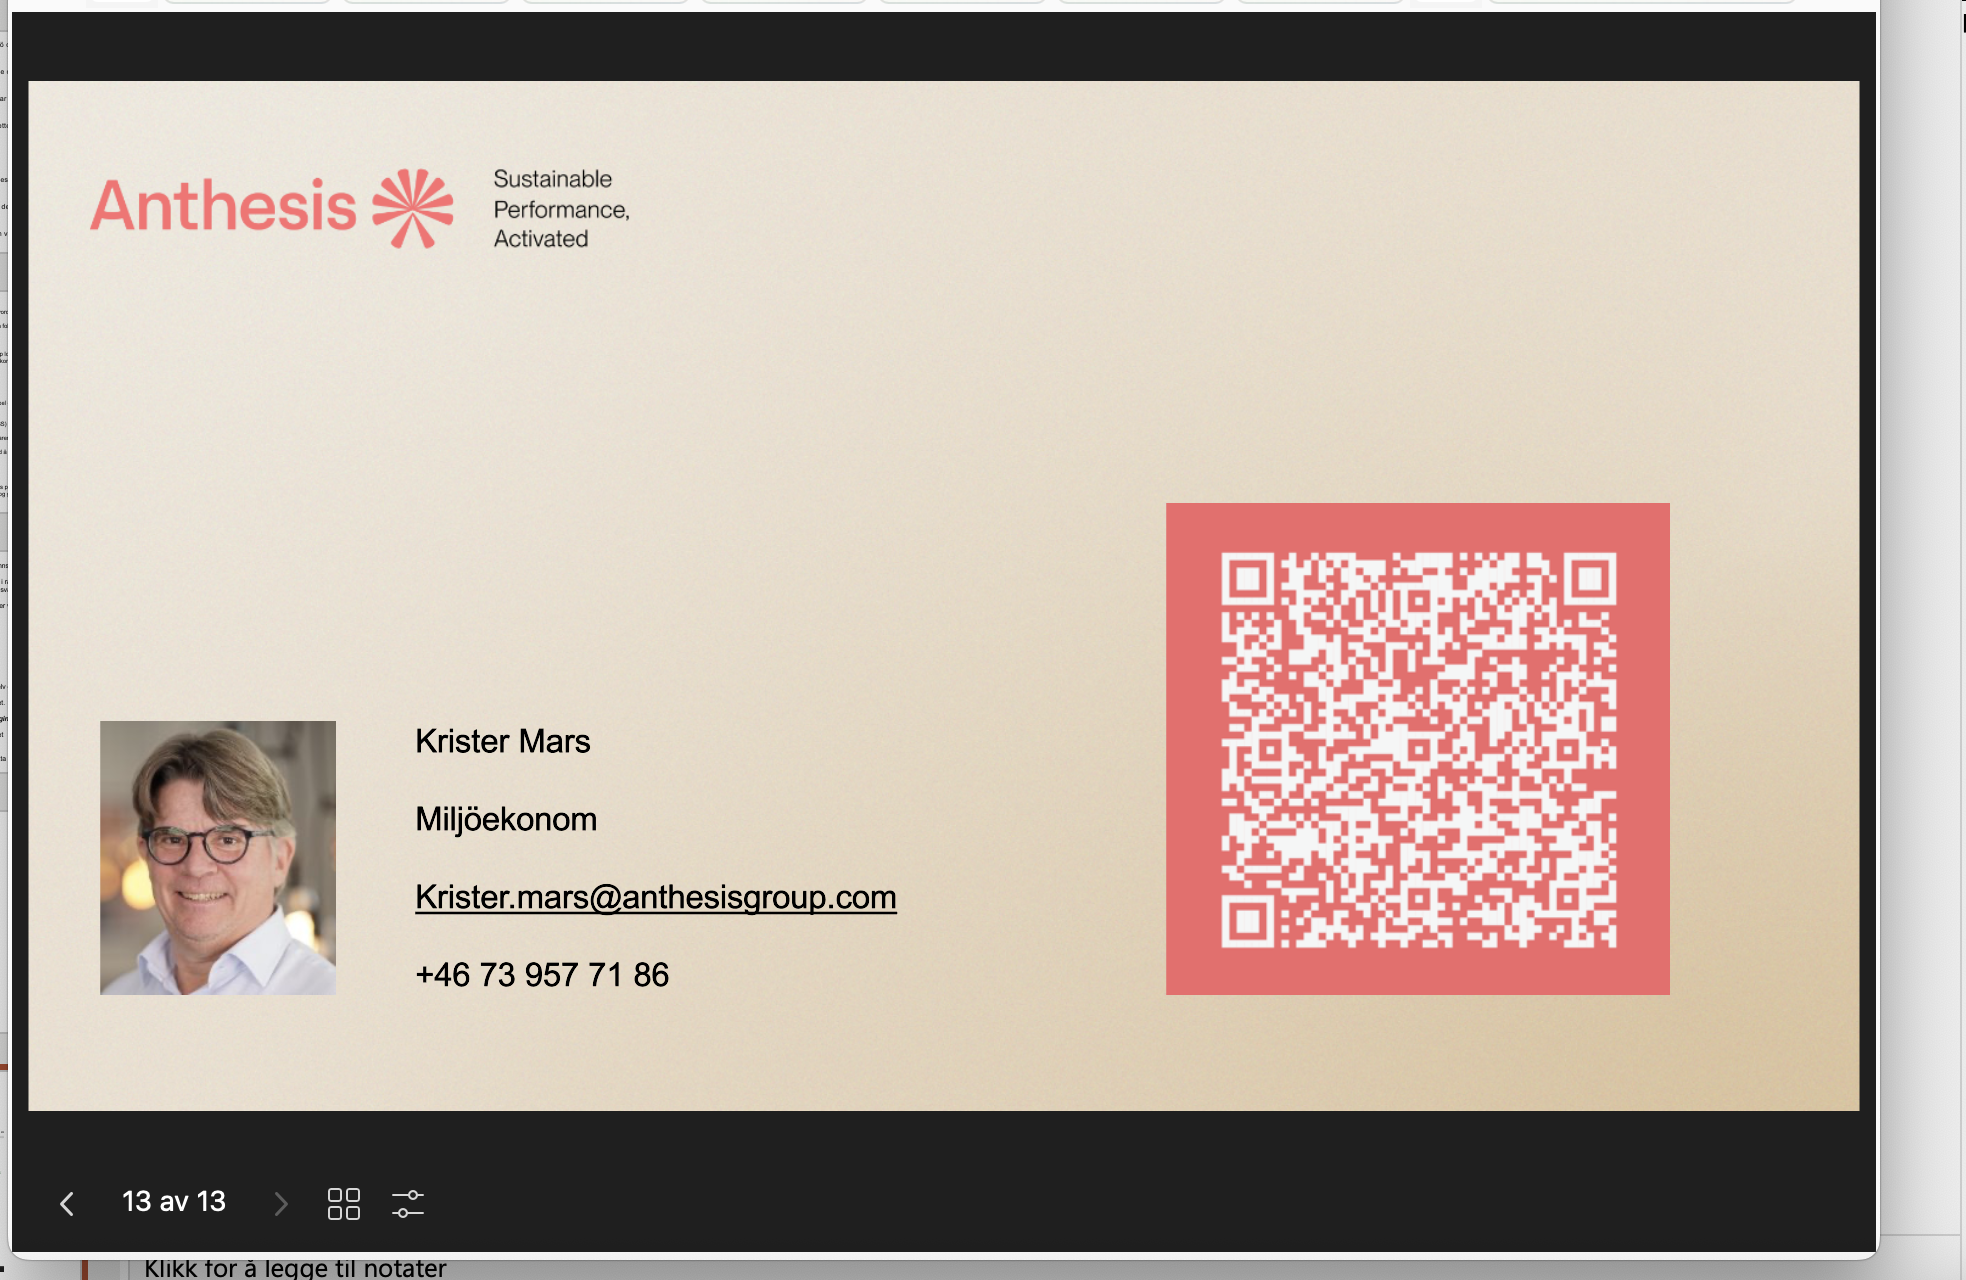 Anthesis
Sustainable
Performance,
Activated
Krister Mars
Miljöekonom
Krister.mars@anthesisgroup.com
+46 73 957 71 86
13 av 13
Klikk for å legge til notater